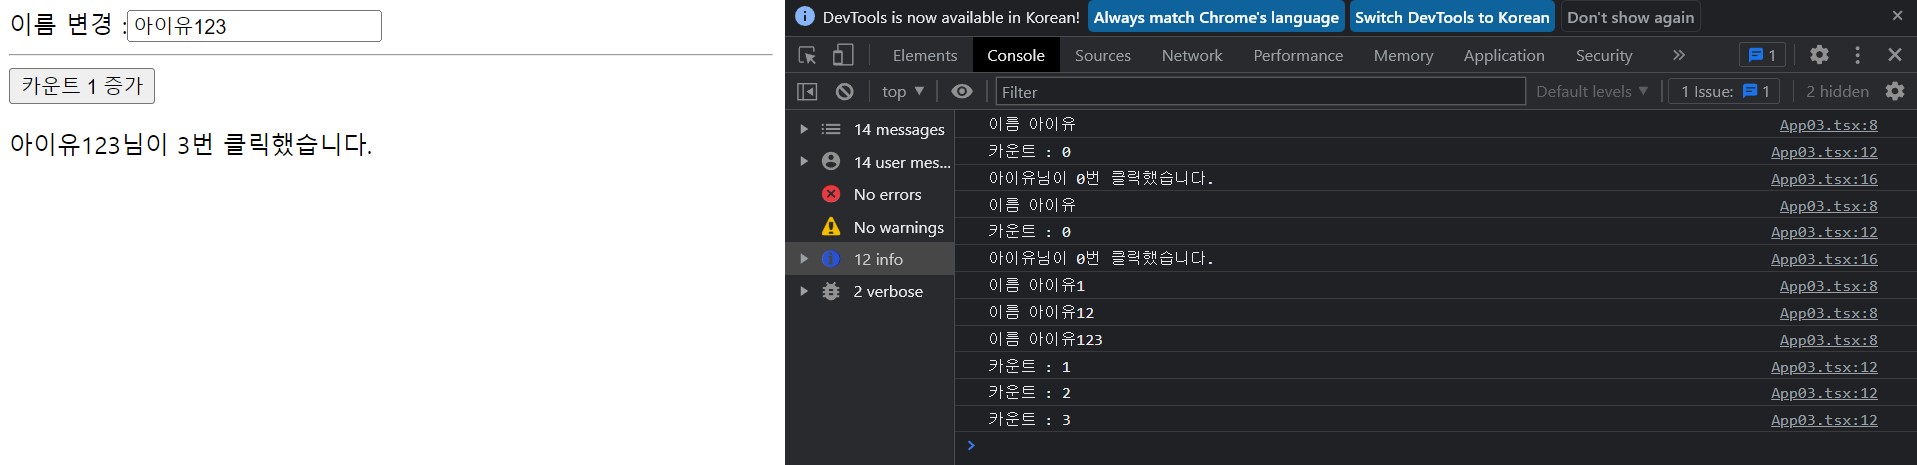 이름 변경 :아이유123
카운트 1 증가
아이유123님이 3번 클릭했습니다.
DevTools is now available in Korean! Always match Chrome's language Switch DevTools to Korean Don't show again
Elements Console Sources Network Performance Memory Application Security 1
top Filter Default levels 1 Issue: 1 2 hidden
14 messages
14 user mes...
No errors
No warnings
12 info
2 verbose
이름 아이유 App03.tsx:8
카운트 : 0 App03.tsx:12
아이유님이 0번 클릭했습니다. App03.tsx:16
이름 아이유 App03.tsx:8
카운트 : 0 App03.tsx:12
아이유님이 0번 클릭했습니다. App03.tsx:16
이름 아이유1 App03.tsx:8
이름 아이유12 App03.tsx:8
이름 아이유123 App03.tsx:8
카운트 : 1 App03.tsx:12
카운트 : 2 App03.tsx:12
카운트 : 3 App03.tsx:12